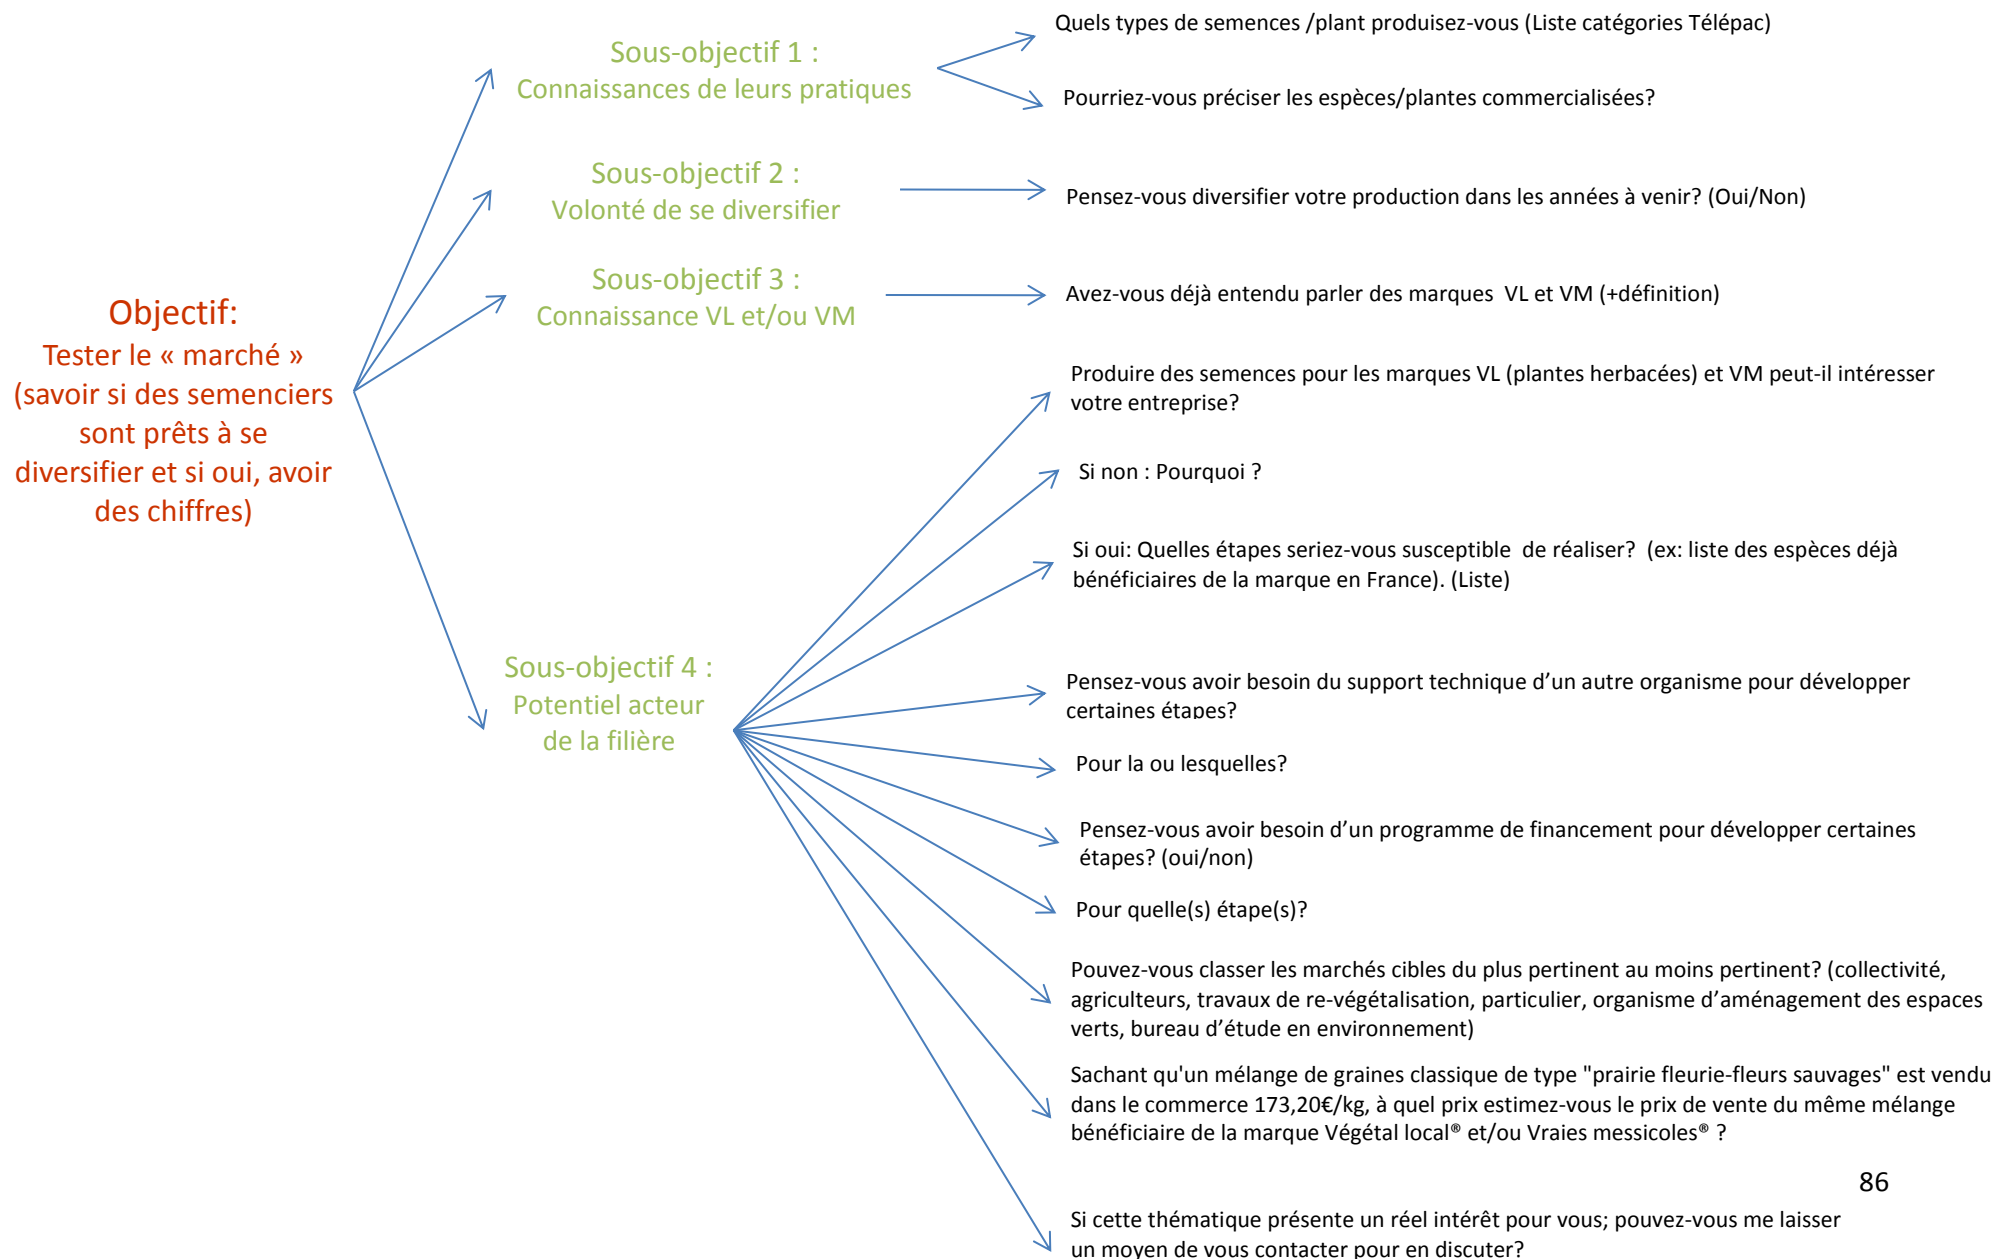 Objectif:
Tester le « marché »
(savoir si des semenciers
sont prêts à se
diversifier et si oui, avoir
des chiffres)
Sous-objectif 1 :
Connaissances de leurs pratiques
Quels types de semences /plant produisez-vous (Liste catégories Télépac)
Pourriez-vous préciser les espèces/plantes commercialisées?
Sous-objectif 2 :
Volonté de se diversifier
Pensez-vous diversifier votre production dans les années à venir? (Oui/Non)
Sous-objectif 3 :
Connaissance VL et/ou VM
Avez-vous déjà entendu parler des marques VL et VM (+définition)
Sous-objectif 4 :
Potentiel acteur
de la filière
Produire des semences pour les marques VL (plantes herbacées) et VM peut-il intéresser
votre entreprise?
Si non : Pourquoi ?
Si oui: Quelles étapes seriez-vous susceptible de réaliser? (ex: liste des espèces déjà
bénéficiaires de la marque en France). (Liste)
Pensez-vous avoir besoin du support technique d’un autre organisme pour développer
certaines étapes?
Pour la ou lesquelles?
Pensez-vous avoir besoin d’un programme de financement pour développer certaines
étapes? (oui/non)
Pour quelle(s) étape(s)?
Pouvez-vous classer les marchés cibles du plus pertinent au moins pertinent? (collectivité,
agriculteurs, travaux de re-végétalisation, particulier, organisme d’aménagement des espaces
verts, bureau d’étude en environnement)
Sachant qu'un mélange de graines classique de type "prairie fleurie-fleurs sauvages" est vendu
dans le commerce 173,20€/kg, à quel prix estimez-vous le prix de vente du même mélange
bénéficiaire de la marque Végétal local® et/ou Vraies messicoles® ?
86
Si cette thématique présente un réel intérêt pour vous; pouvez-vous me laisser
un moyen de vous contacter pour en discuter?